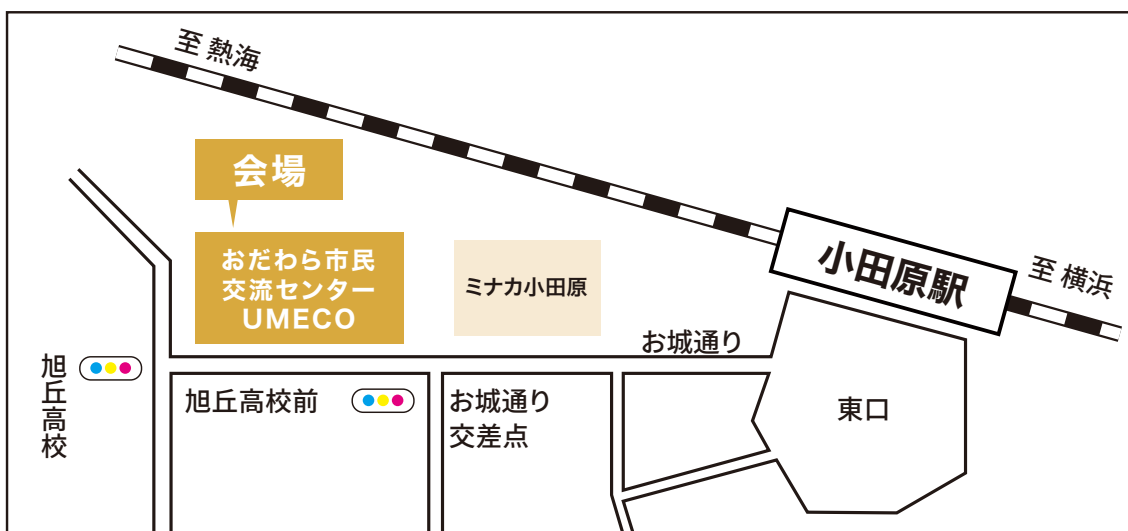 至 熱海
会場
おだわら市民
交流センター
UMECO
ミナカ小田原
小田原駅
至 横浜
お城通り
旭丘高校
旭丘高校前
お城通り
交差点
東口